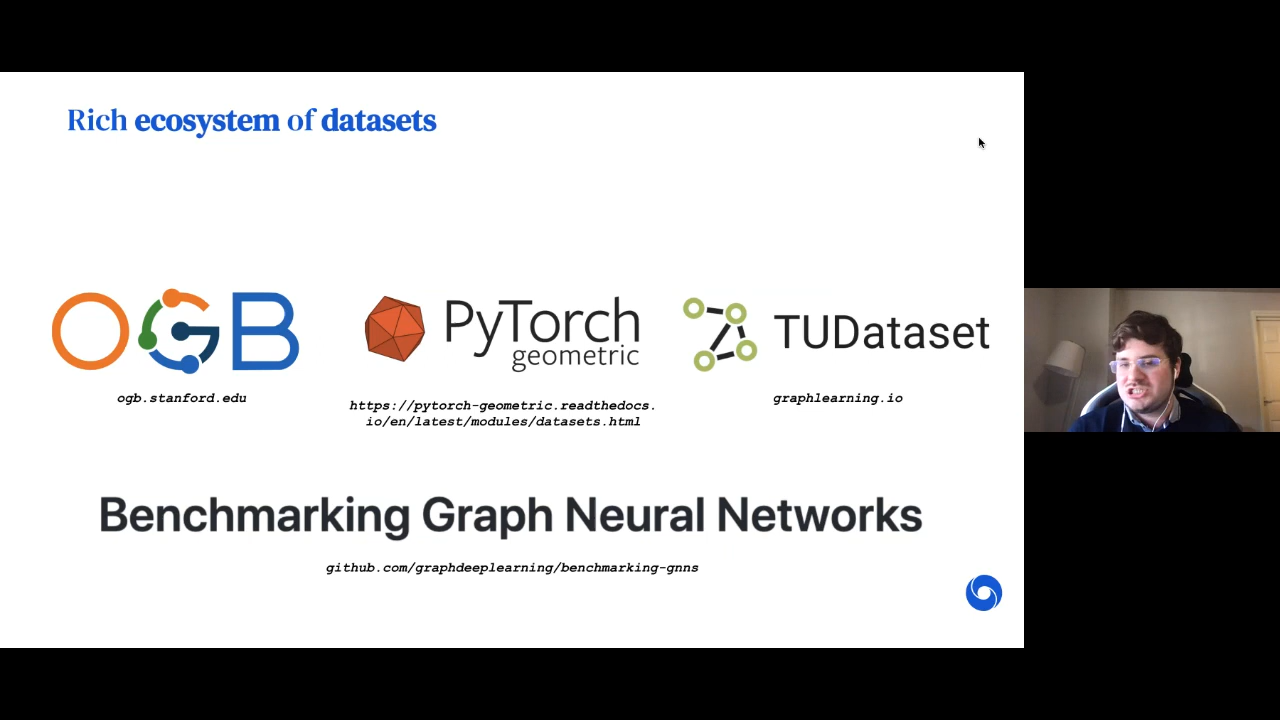 Rich ecosystem of datasets
OGB
PyTorch
geometric
TUDataset
ogb.stanford.edu
https://pytorch-geometric.readthedocs.
io/en/latest/modules/datasets.html
graphlearning.io
Benchmarking Graph Neural Networks
github.com/graphdeeplearning/benchmarking-gnns